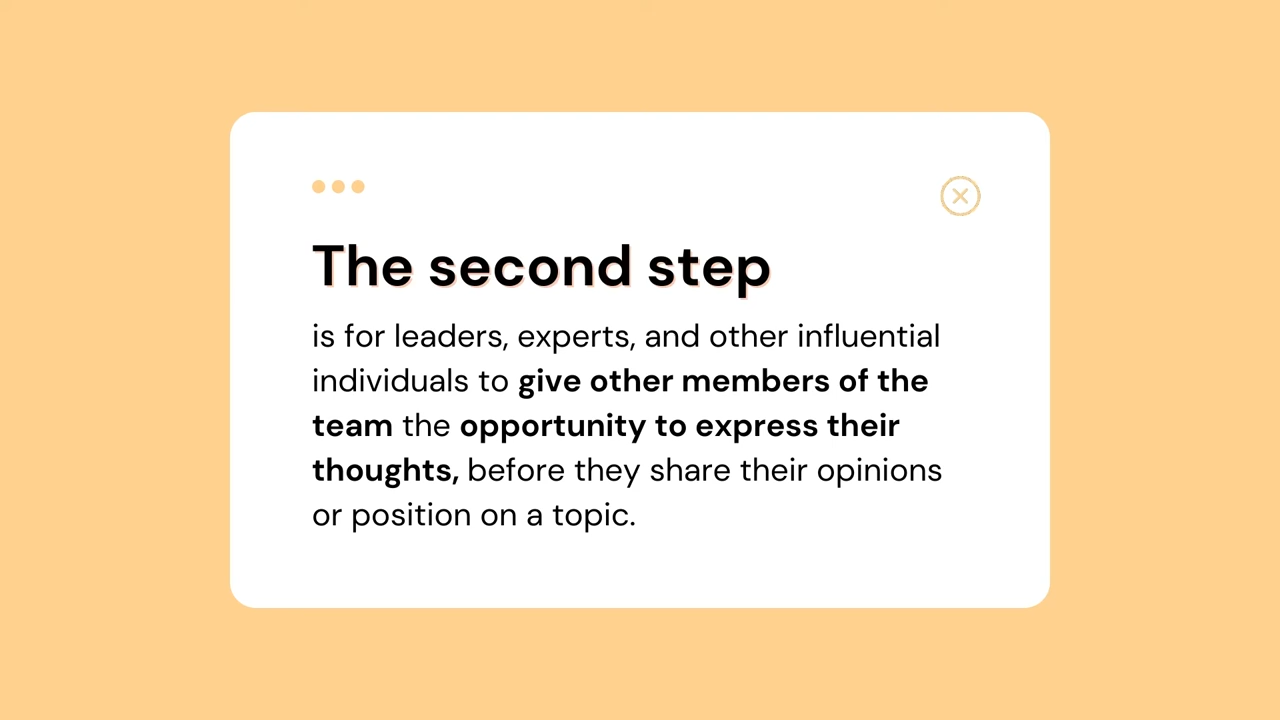 The second step
is for leaders, experts, and other influential
individuals to give other members of the
team the opportunity to express their
thoughts, before they share their opinions
or position on a topic.